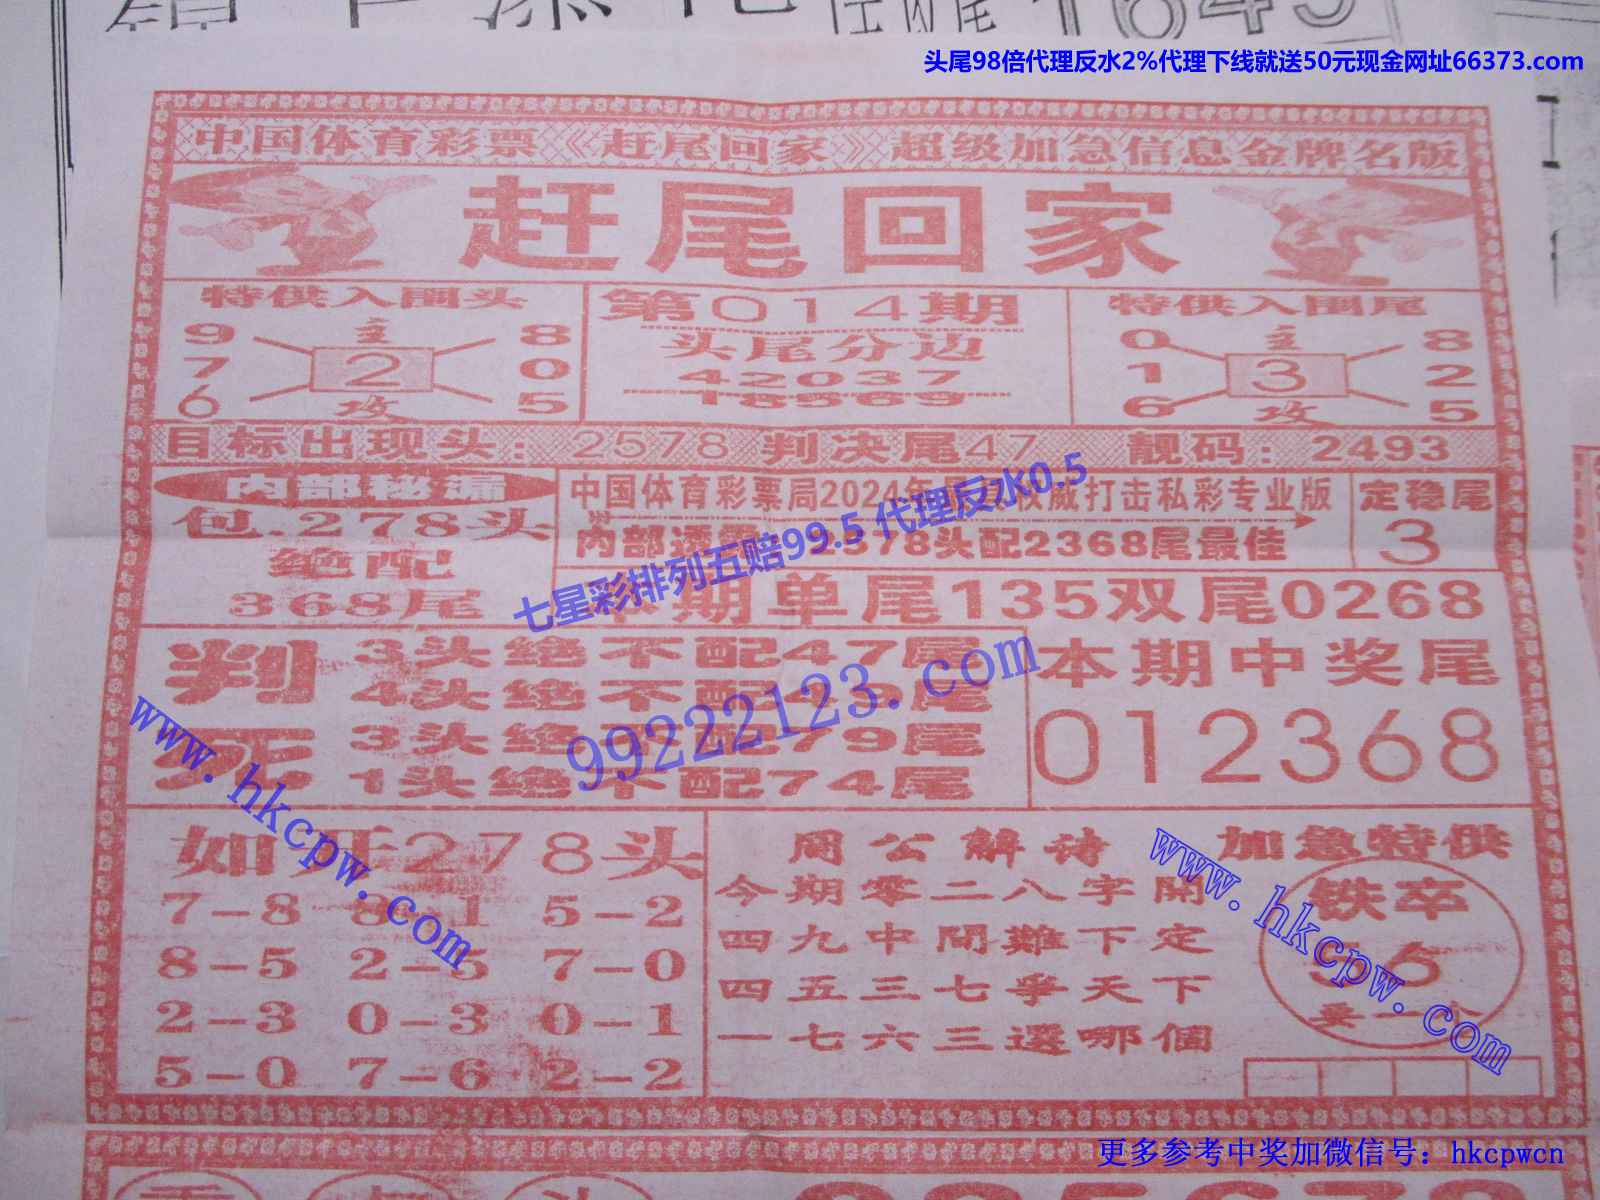 头尾98倍代理反水2%代理下线就送50元现金网址66373.com
中国体育彩票《赶尾回家》超级加急信息金牌名版
赶尾回家
特供入围头
9 主 8
7 2 0
6 攻 5
第014期
头尾分边
42037
18569
特供入围尾
0 主 8
1 3 2
6 攻 5
目标出现头：2578 判决尾47 靓码：2493
内部秘漏
包.278头
绝配
368尾
中国体育彩票局2024年 权威打击私彩专业版
内部透 578头配2368尾最佳
定稳尾
3
期单尾135双尾0268
判死
3头绝不配47尾
4头绝不配49尾
3头绝不配79尾
1头绝不配74尾
本期中奖尾
012368
如开278头
7-8 8-1 5-2
8-5 2-5 7-0
2-3 0-3 0-1
5-0 7-6 2-2
周公解诗
今期零二八字開
四九中間難下定
四五三七爭天下
一七六三選哪個
加急特供
铁卒
6
七星彩排列五赔99.5 代理反水0.5
99222123.com
www.hkcpw.com
www.hkcpw.com
更多参考中奖加微信号：hkcpwcn